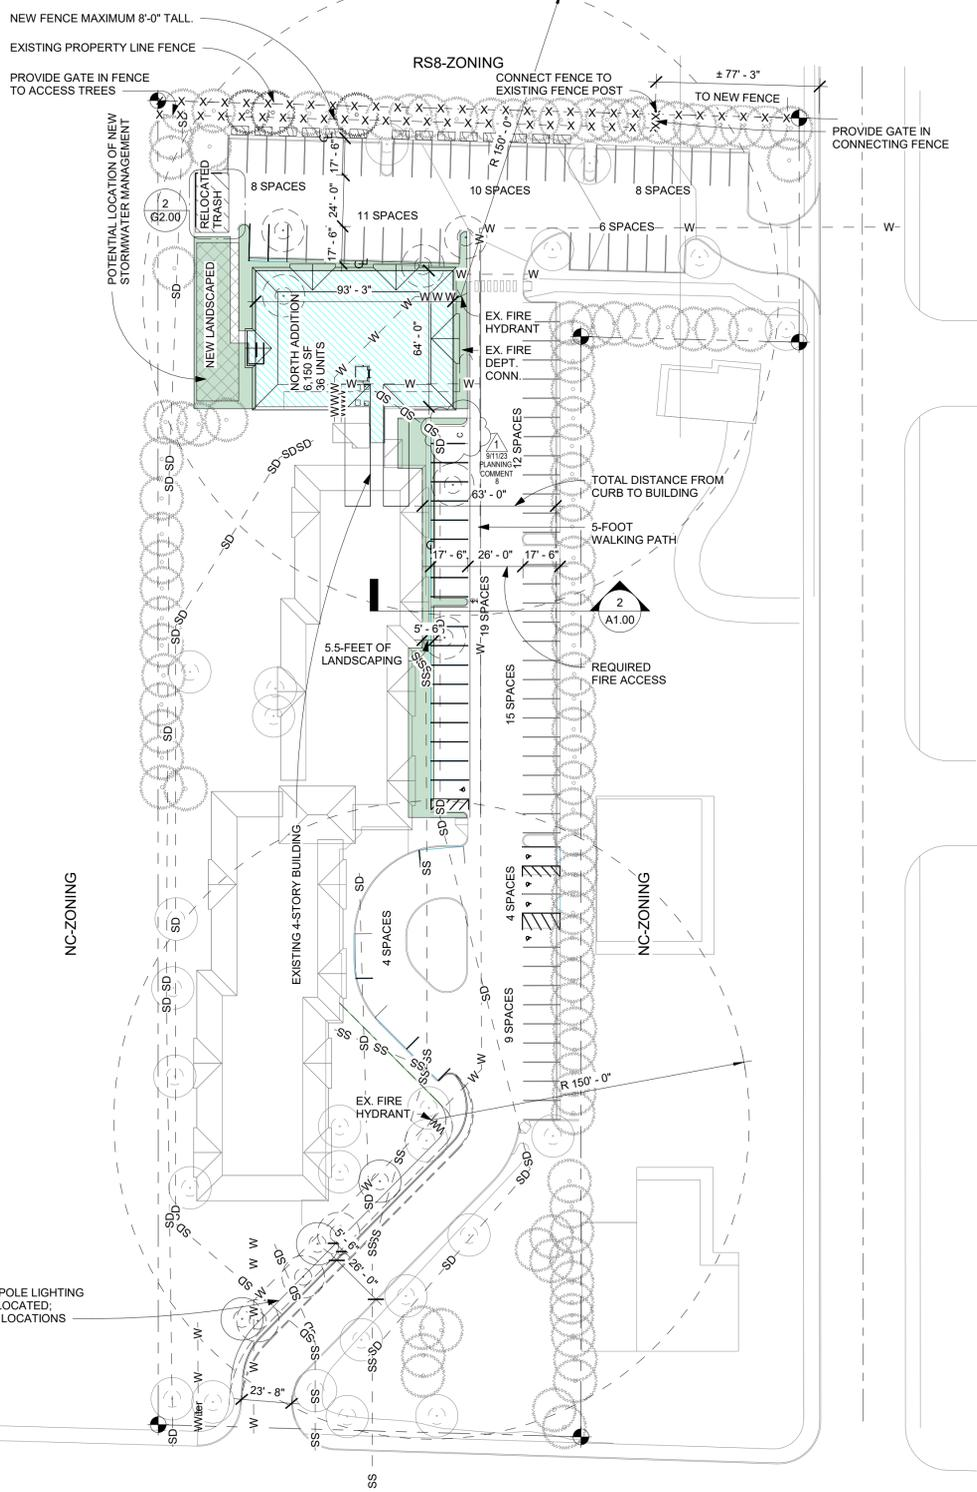 NEW FENCE MAXIMUM 8'-0" TALL.
EXISTING PROPERTY LINE FENCE
PROVIDE GATE IN FENCE
TO ACCESS TREES
RS8-ZONING
CONNECT FENCE TO
EXISTING FENCE POST
± 77' - 3"
TO NEW FENCE
PROVIDE GATE IN
CONNECTING FENCE
POTENTIAL LOCATION OF NEW
STORMWATER MANAGEMENT
R 150' - 0"
17' - 6"
24' - 0"
17' - 6"
8 SPACES
10 SPACES
8 SPACES
11 SPACES
6 SPACES
2
G2.00
RELOCATED
TRASH
NEW LANDSCAPED
93' - 3"
64' - 0"
NORTH ADDITION
6,150 SF
36 UNITS
EX. FIRE
HYDRANT
EX. FIRE
DEPT.
CONN.
1
9/11/23
PLANNING
COMMENT
8
12 SPACES
TOTAL DISTANCE FROM
CURB TO BUILDING
63' - 0"
5-FOOT
WALKING PATH
17' - 6"
26' - 0"
17' - 6"
19 SPACES
2
A1.00
5' - 6"
5.5-FEET OF
LANDSCAPING
REQUIRED
FIRE ACCESS
15 SPACES
EXISTING 4-STORY BUILDING
NC-ZONING
NC-ZONING
4 SPACES
4 SPACES
9 SPACES
R 150' - 0"
EX. FIRE
HYDRANT
5' - 6"
26' - 0"
POLE LIGHTING
LOCATED;
LOCATIONS
23' - 8"